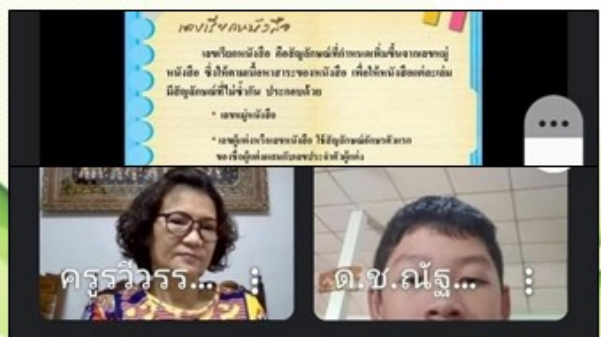 เลขเรียกหนังสือ
เลขเรียกหนังสือ คือสัญลักษณ์ที่กำหนดเพิ่มขึ้นจากเลขหมู่
หนังสือ ซึ่งให้ตามเนื้อหาสาระของหนังสือ เพื่อให้หนังสือแต่ละเล่ม
มีสัญลักษณ์ที่ไม่ซ้ำกัน ประกอบด้วย
* เลขหมู่หนังสือ
* เลขผู้แต่งหรือเลขหนังสือ ใช้สัญลักษณ์อักษรตัวแรก
ของชื่อผู้แต่งผสมกับเลขประจำตัวผู้แต่ง
ครูรวีวรร...
ด.ช.ณัฐ...